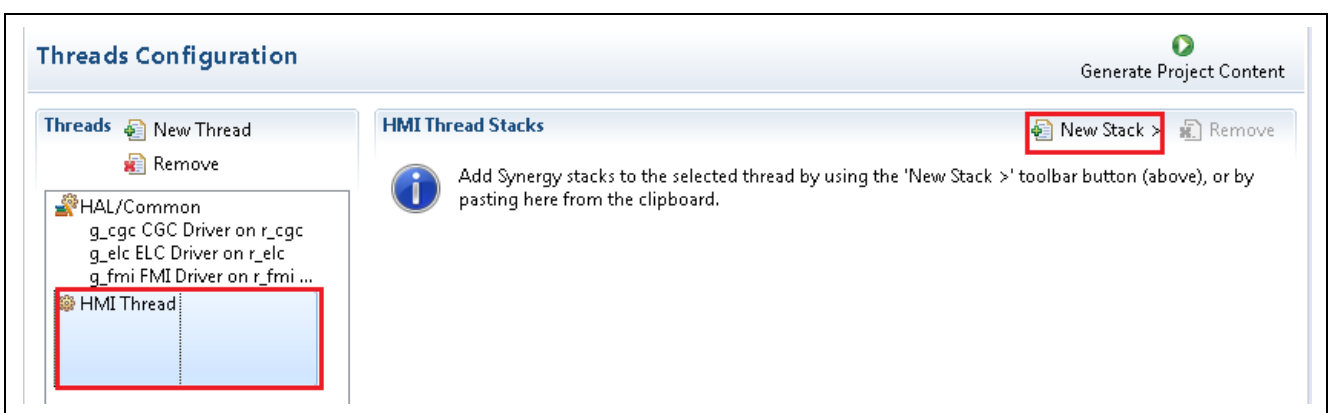 Threads Configuration
Generate Project Content
Threads
New Thread
Remove
HAL/Common
g_cgc CGC Driver on r_cgc
g_elc ELC Driver on r_elc
g_fmi FMI Driver on r_fmi ...
HMI Thread
HMI Thread Stacks
New Stack >
Remove
Add Synergy stacks to the selected thread by using the 'New Stack >' toolbar button (above), or by
pasting here from the clipboard.